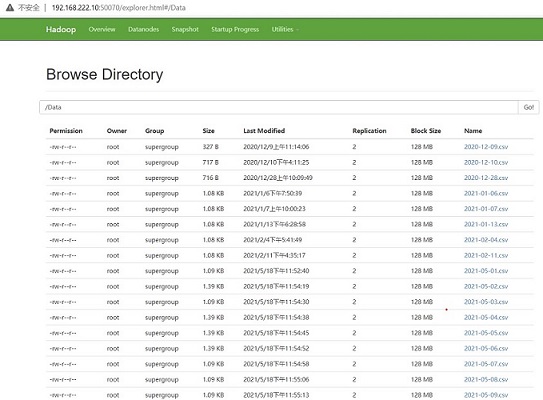 不安全 | 192.168.222.10:50070/explorer.html#/Data
Hadoop Overview Datanodes Snapshot Startup Progress Utilities
Browse Directory
/Data Go!
Permission Owner Group Size Last Modified Replication Block Size Name
-rw-r--r-- root supergroup 327 B 2020/12/9上午11:14:06 2 128 MB 2020-12-09.csv
-rw-r--r-- root supergroup 717 B 2020/12/10下午4:11:25 2 128 MB 2020-12-10.csv
-rw-r--r-- root supergroup 716 B 2020/12/28上午10:09:49 2 128 MB 2020-12-28.csv
-rw-r--r-- root supergroup 1.08 KB 2021/1/6下午7:50:39 2 128 MB 2021-01-06.csv
-rw-r--r-- root supergroup 1.08 KB 2021/1/7上午10:00:23 2 128 MB 2021-01-07.csv
-rw-r--r-- root supergroup 1.08 KB 2021/1/13下午6:28:58 2 128 MB 2021-01-13.csv
-rw-r--r-- root supergroup 1.08 KB 2021/2/4下午5:41:49 2 128 MB 2021-02-04.csv
-rw-r--r-- root supergroup 1.08 KB 2021/2/11下午4:35:17 2 128 MB 2021-02-11.csv
-rw-r--r-- root supergroup 1.09 KB 2021/5/18下午11:52:40 2 128 MB 2021-05-01.csv
-rw-r--r-- root supergroup 1.39 KB 2021/5/18下午11:54:19 2 128 MB 2021-05-02.csv
-rw-r--r-- root supergroup 1.09 KB 2021/5/18下午11:54:30 2 128 MB 2021-05-03.csv
-rw-r--r-- root supergroup 1.39 KB 2021/5/18下午11:54:38 2 128 MB 2021-05-04.csv
-rw-r--r-- root supergroup 1.39 KB 2021/5/18下午11:54:45 2 128 MB 2021-05-05.csv
-rw-r--r-- root supergroup 1.39 KB 2021/5/18下午11:54:52 2 128 MB 2021-05-06.csv
-rw-r--r-- root supergroup 1.09 KB 2021/5/18下午11:54:58 2 128 MB 2021-05-07.csv
-rw-r--r-- root supergroup 1.09 KB 2021/5/18下午11:55:06 2 128 MB 2021-05-08.csv
-rw-r--r-- root supergroup 1.09 KB 2021/5/18下午11:55:13 2 128 MB 2021-05-09.csv